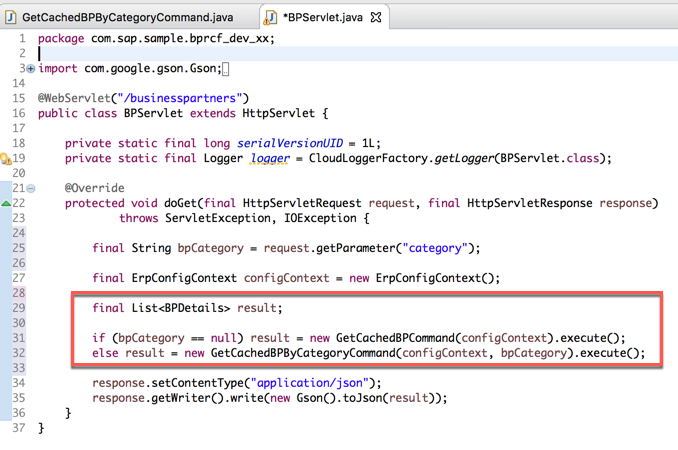 GetCachedBPByCategoryCommand.java
*BPServlet.java
1 package com.sap.sample.bprcf_dev_xx;
2
3 import com.google.gson.Gson;
14
15 @WebServlet("/businesspartners")
16 public class BPServlet extends HttpServlet {
17
18 private static final long serialVersionUID = 1L;
19 private static final Logger logger = CloudLoggerFactory.getLogger(BPServlet.class);
20
21 @Override
22 protected void doGet(final HttpServletRequest request, final HttpServletResponse response)
23 throws ServletException, IOException {
24
25 final String bpCategory = request.getParameter("category");
26
27 final ErpConfigContext configContext = new ErpConfigContext();
28
29 final List<BPDetails> result;
30
31 if (bpCategory == null) result = new GetCachedBPCommand(configContext).execute();
32 else result = new GetCachedBPByCategoryCommand(configContext, bpCategory).execute();
33
34 response.setContentType("application/json");
35 response.getWriter().write(new Gson().toJson(result));
36 }
37 }